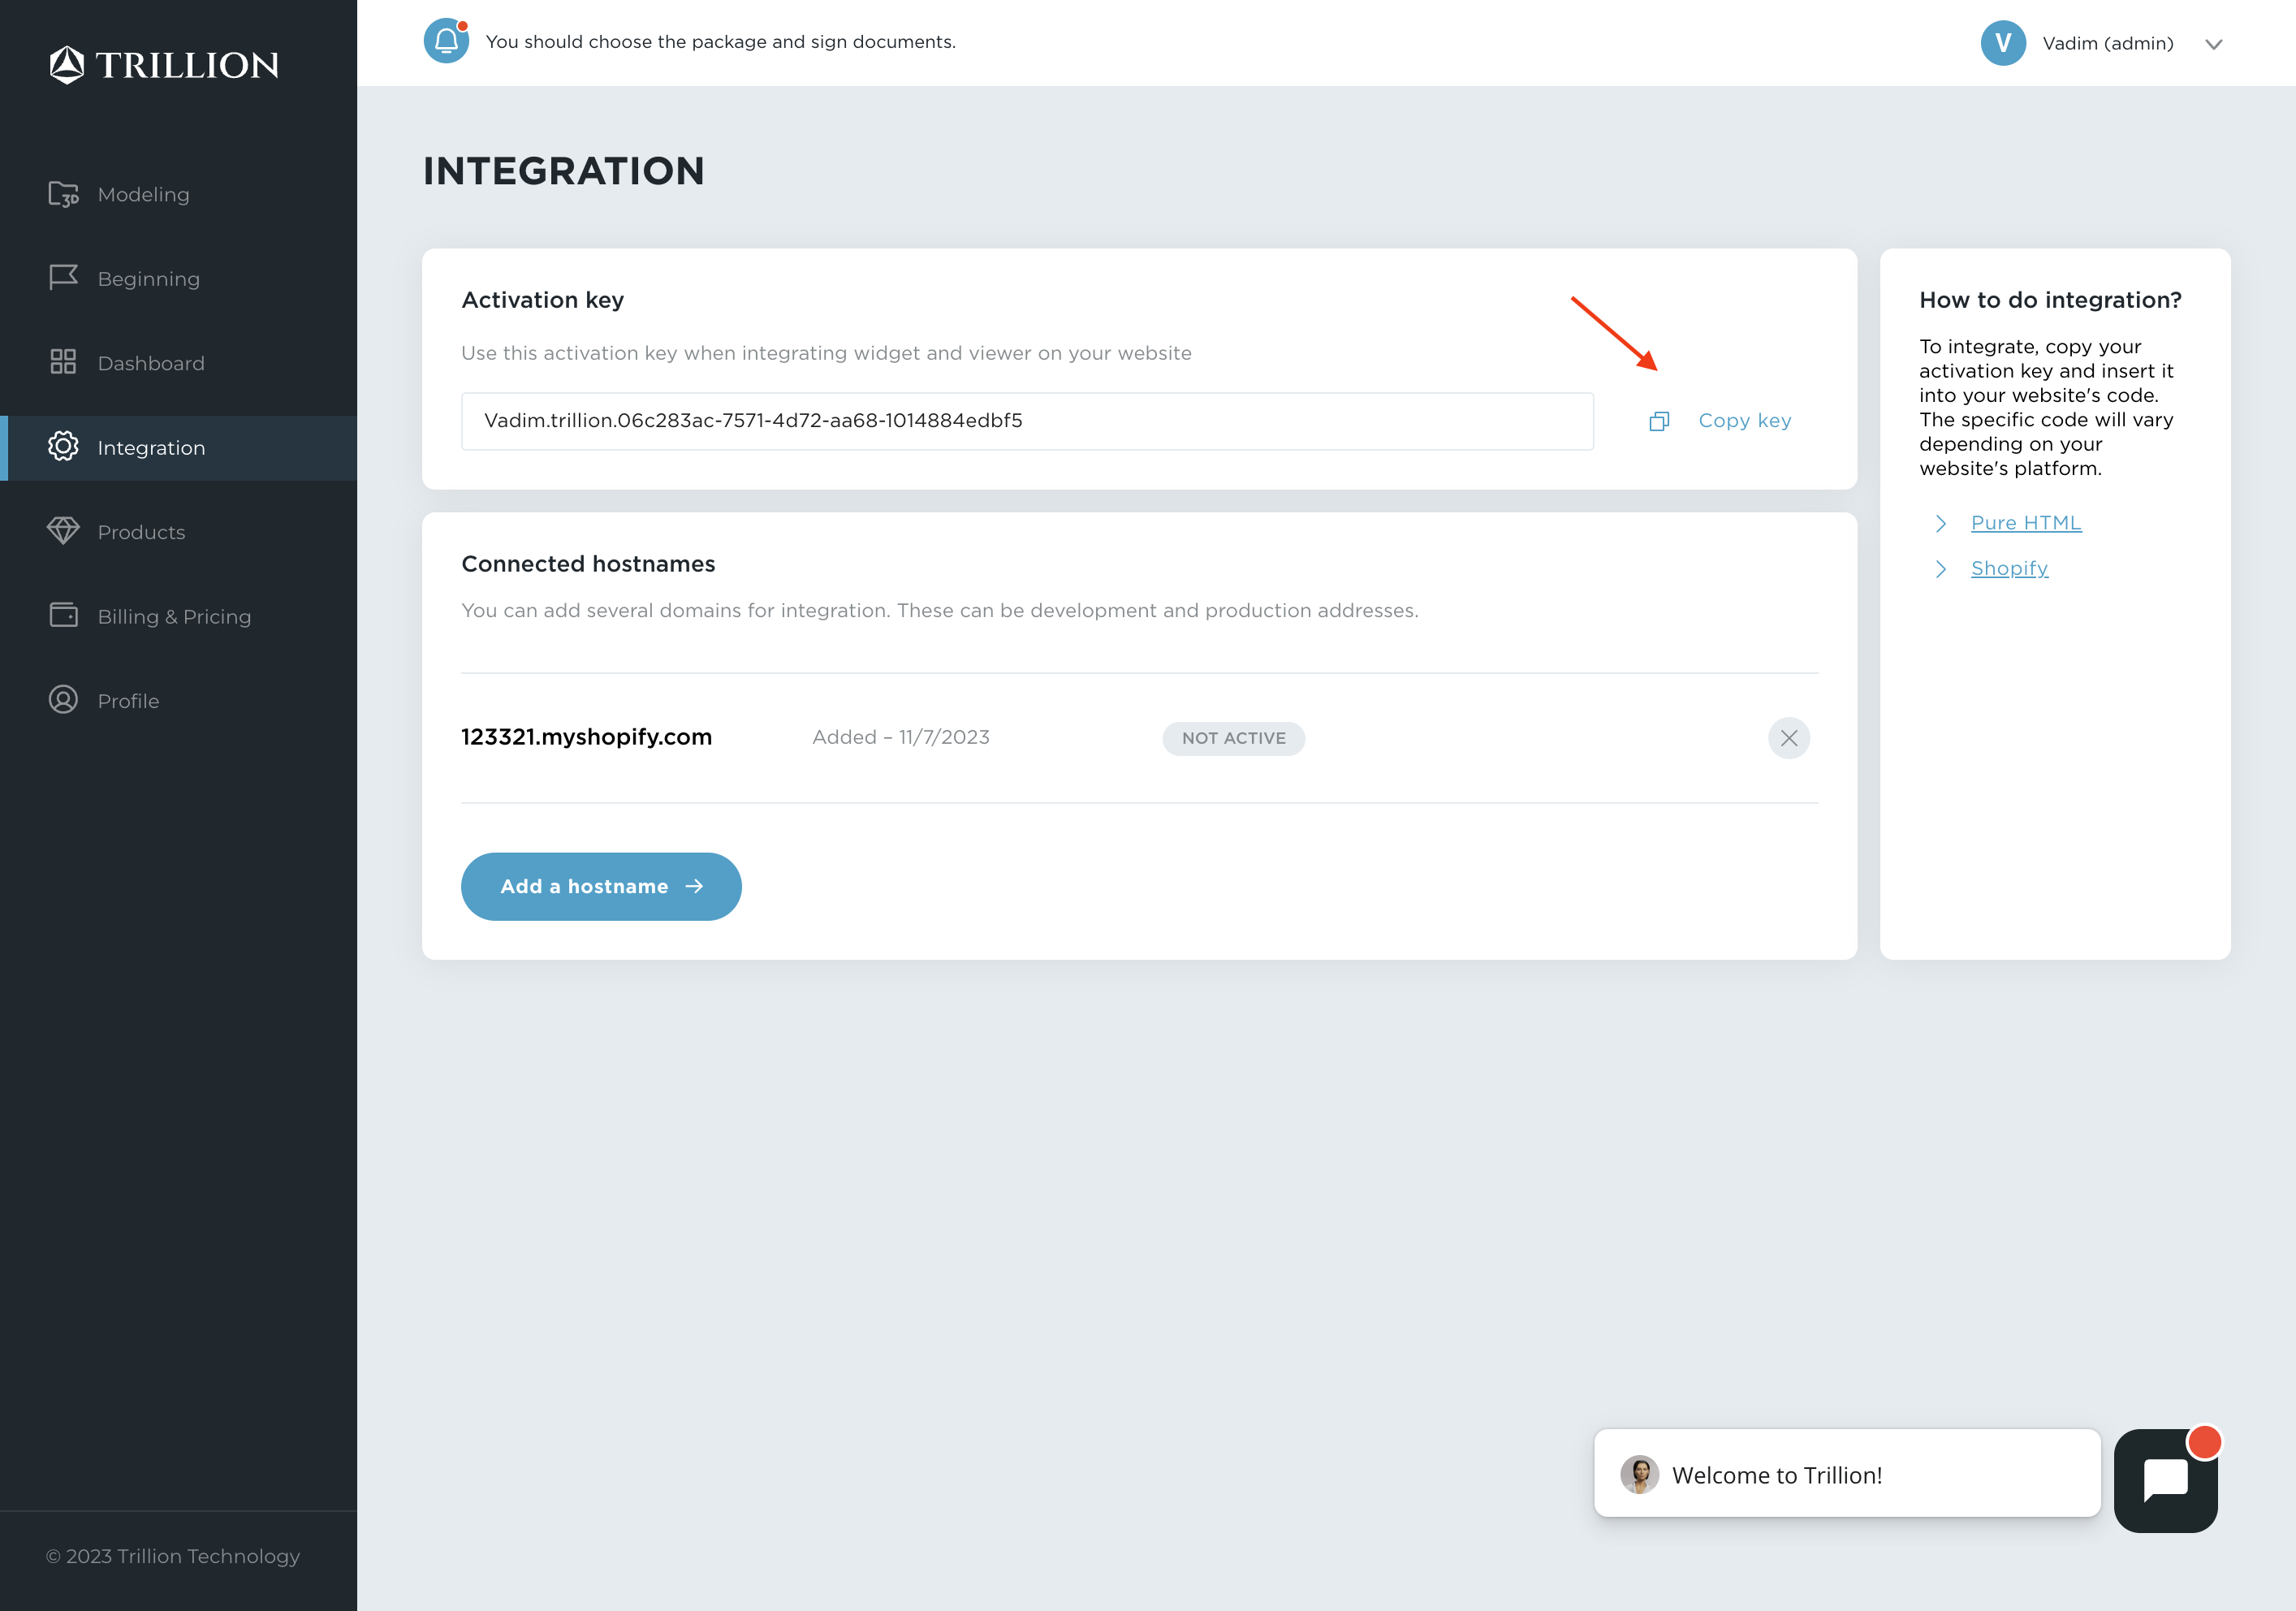 TRILLION
You should choose the package and sign documents.
V
Vadim (admin)
Modeling
Beginning
Dashboard
Integration
Products
Billing & Pricing
Profile
© 2023 Trillion Technology
INTEGRATION
Activation key
Use this activation key when integrating widget and viewer on your website
Vadim.trillion.06c283ac-7571-4d72-aa68-1014884edbf5
Copy key
Connected hostnames
You can add several domains for integration. These can be development and production addresses.
123321.myshopify.com
Added – 11/7/2023
NOT ACTIVE
Add a hostname
How to do integration?
To integrate, copy your
activation key and insert it
into your website's code.
The specific code will vary
depending on your
website's platform.
Pure HTML
Shopify
Welcome to Trillion!